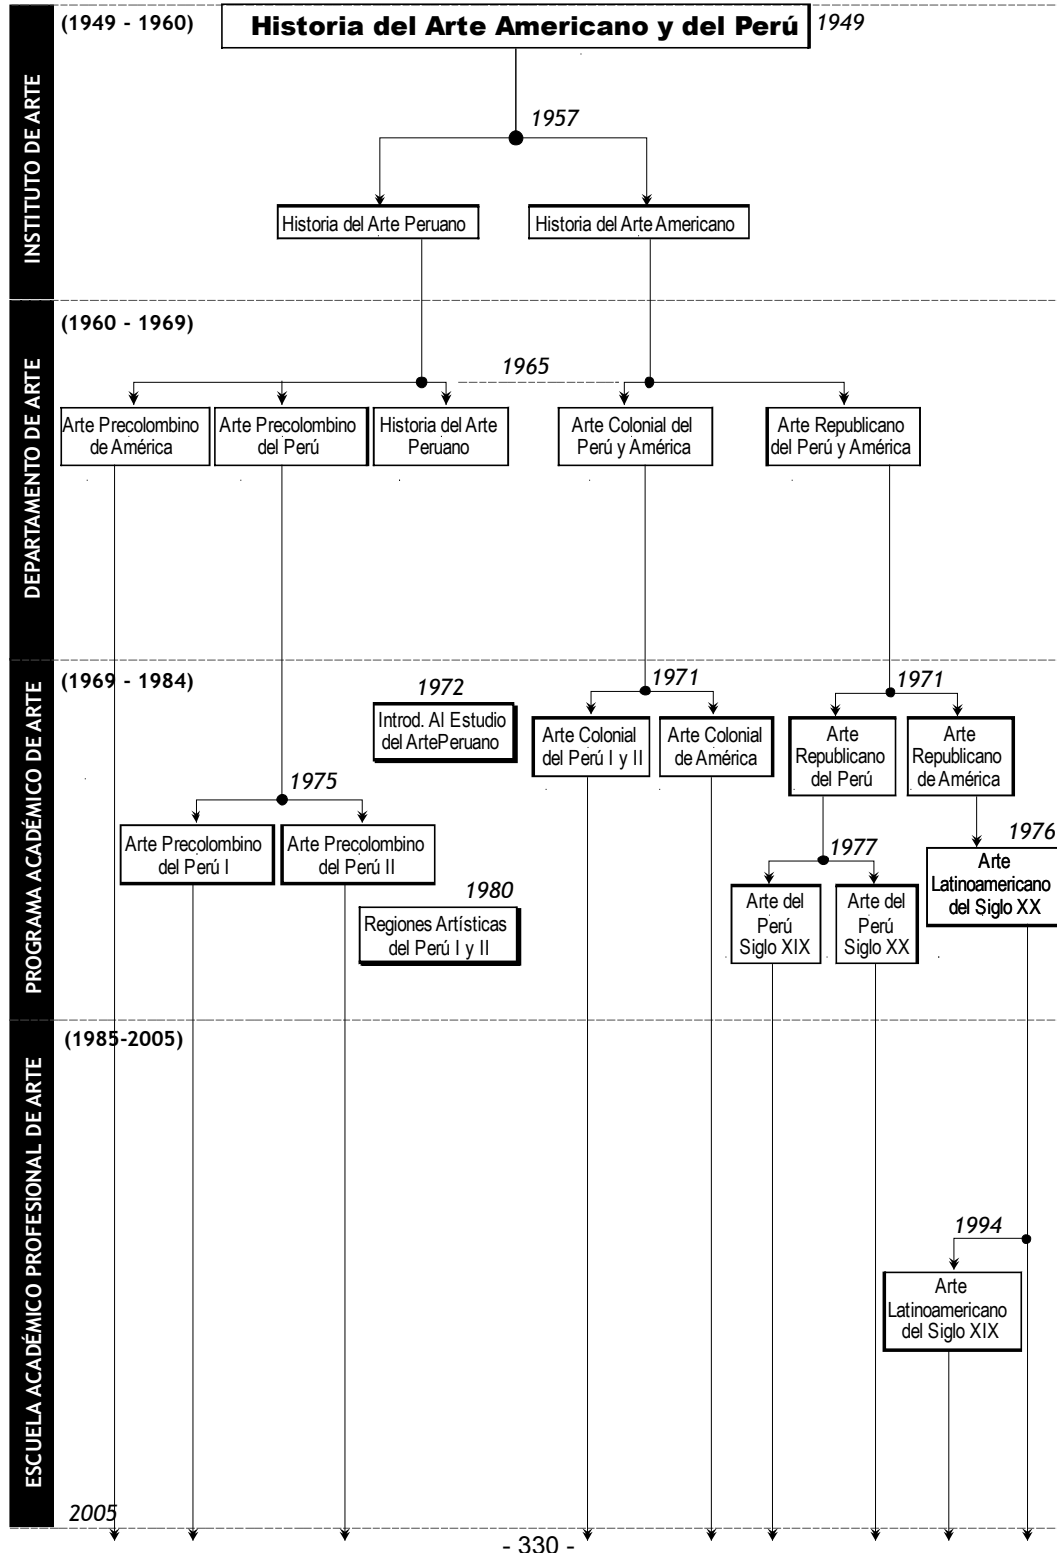 (1949 - 1960)
Historia del Arte Americano y del Perú
1949
INSTITUTO DE ARTE
1957
Historia del Arte Peruano
Historia del Arte Americano
(1960 - 1969)
DEPARTAMENTO DE ARTE
1965
Arte Precolombino
de América
Arte Precolombino
del Perú
Historia del Arte
Peruano
Arte Colonial del
Perú y América
Arte Republicano
del Perú y América
(1969 - 1984)
PROGRAMA ACADÉMICO DE ARTE
1972
Introd. Al Estudio
del ArtePeruano
1971
Arte Colonial
del Perú I y II
Arte Colonial
de América
1971
Arte
Republicano
del Perú
Arte
Republicano
de América
1975
Arte Precolombino
del Perú I
Arte Precolombino
del Perú II
1980
Regiones Artísticas
del Perú I y II
1977
Arte del
Perú
Siglo XIX
Arte del
Perú
Siglo XX
1976
Arte
Latinoamericano
del Siglo XX
(1985-2005)
ESCUELA ACADÉMICO PROFESIONAL DE ARTE
1994
Arte
Latinoamericano
del Siglo XIX
2005
- 330 -